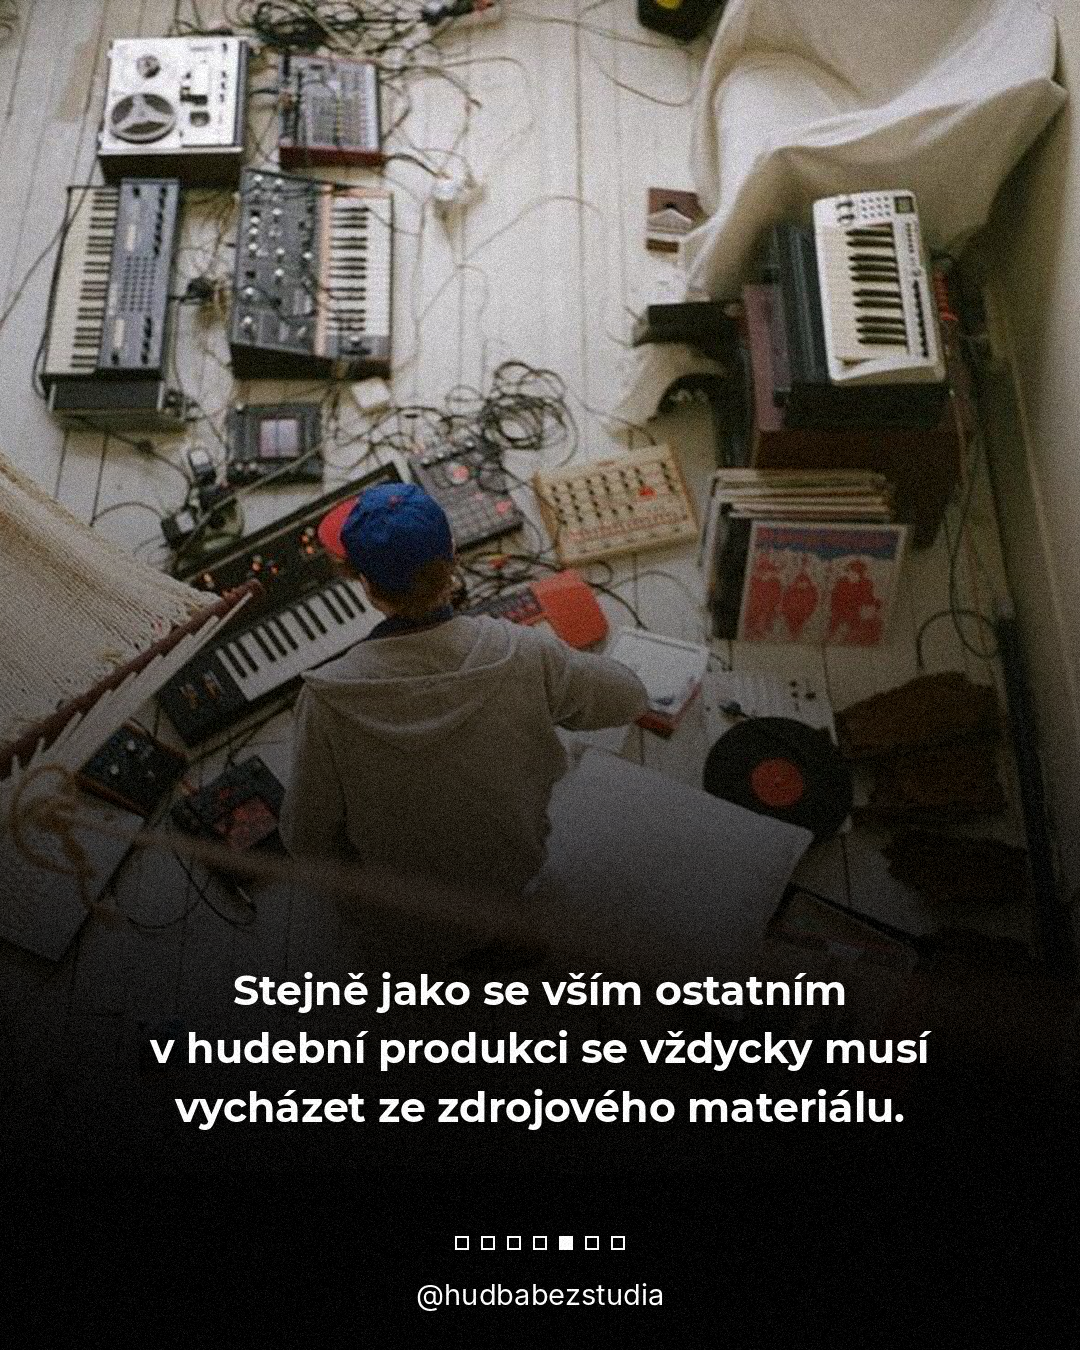 Stejně jako se vším ostatním
v hudební produkci se vždycky musí
vycházet ze zdrojového materiálu.
@hudbabezstudia